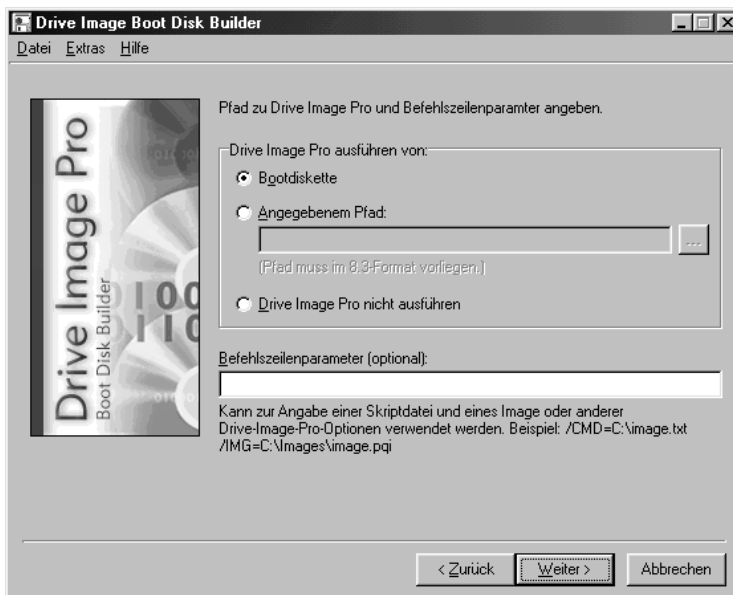 Drive Image Boot Disk Builder
Datei Extras Hilfe
Drive Image Pro
Boot Disk Builder
0100
0110
Pfad zu Drive Image Pro und Befehlszeilenparamter angeben.
Drive Image Pro ausführen von:
Bootdiskette
Angegebenem Pfad:
...
(Pfad muss im 8.3-Format vorliegen.)
Drive Image Pro nicht ausführen
Befehlszeilenparameter (optional):
Kann zur Angabe einer Skriptdatei und eines Image oder anderer
Drive-Image-Pro-Optionen verwendet werden. Beispiel: /CMD=C:\image.txt
/IMG=C:\Images\image.pqi
< Zurück Weiter > Abbrechen